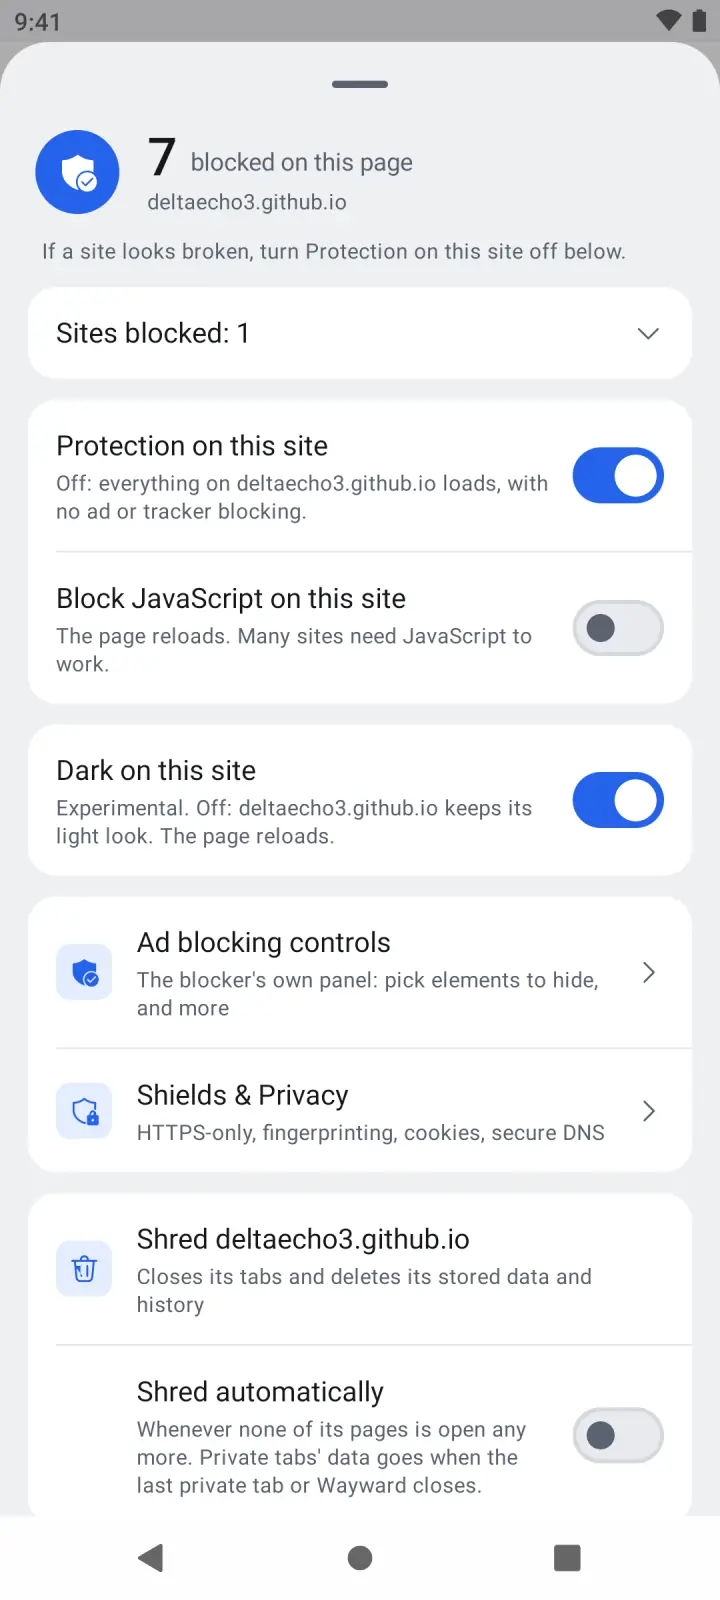 9:41
7 blocked on this page
deltaecho3.github.io
If a site looks broken, turn Protection on this site off below.
Sites blocked: 1
Protection on this site
Off: everything on deltaecho3.github.io loads, with
no ad or tracker blocking.
Block JavaScript on this site
The page reloads. Many sites need JavaScript to
work.
Dark on this site
Experimental. Off: deltaecho3.github.io keeps its
light look. The page reloads.
Ad blocking controls
The blocker's own panel: pick elements to hide,
and more
Shields & Privacy
HTTPS-only, fingerprinting, cookies, secure DNS
Shred deltaecho3.github.io
Closes its tabs and deletes its stored data and
history
Shred automatically
Whenever none of its pages is open any
more. Private tabs' data goes when the
last private tab or Wayward closes.